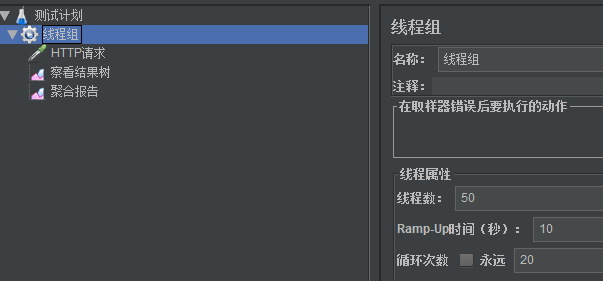 测试计划
线程组
HTTP请求
察看结果树
聚合报告
线程组
名称： 线程组
注释：
在取样器错误后要执行的动作
线程属性
线程数： 50
Ramp-Up时间（秒）： 10
循环次数 永远 20